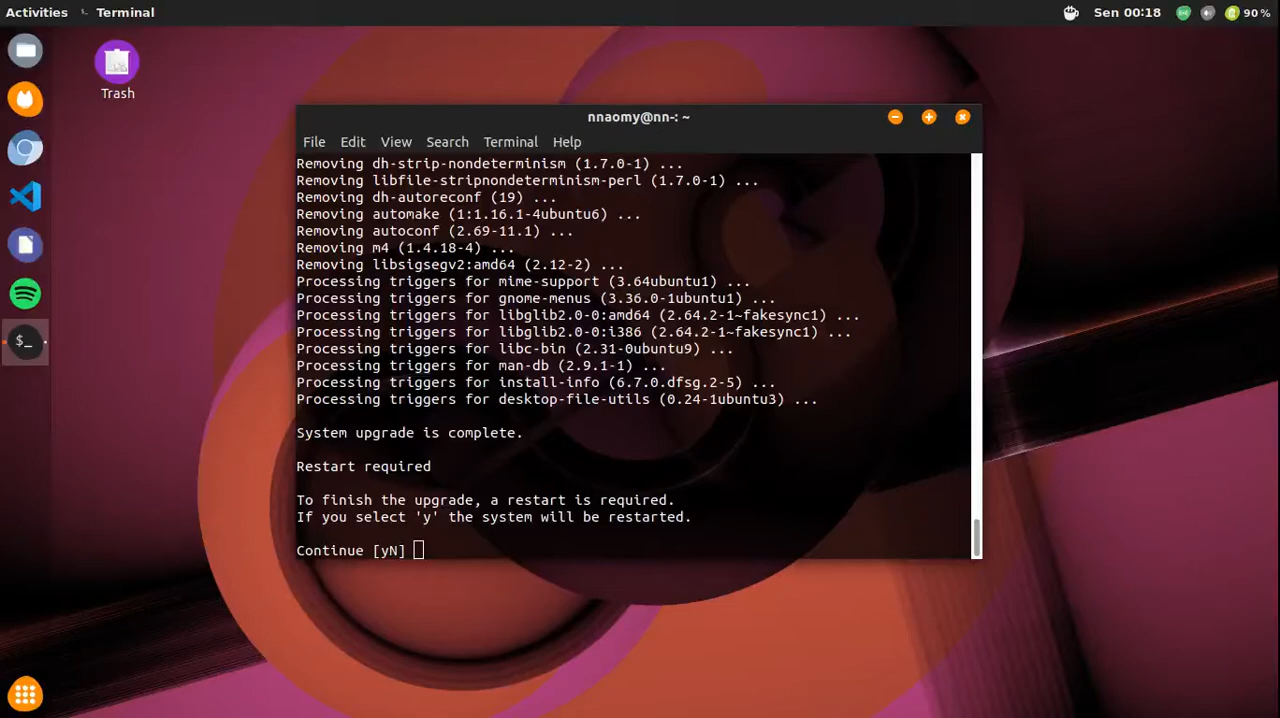 Activities
Terminal
Sen 00:18
90 %
Trash
nnaomy@nn-: ~
File Edit View Search Terminal Help
Removing dh-strip-nondeterminism (1.7.0-1) ...
Removing libfile-stripnondeterminism-perl (1.7.0-1) ...
Removing dh-autoreconf (19) ...
Removing automake (1:1.16.1-4ubuntu6) ...
Removing autoconf (2.69-11.1) ...
Removing m4 (1.4.18-4) ...
Removing libsigsegv2:amd64 (2.12-2) ...
Processing triggers for mime-support (3.64ubuntu1) ...
Processing triggers for gnome-menus (3.36.0-1ubuntu1) ...
Processing triggers for libglib2.0-0:amd64 (2.64.2-1~fakesync1) ...
Processing triggers for libglib2.0-0:i386 (2.64.2-1~fakesync1) ...
Processing triggers for libc-bin (2.31-0ubuntu9) ...
Processing triggers for man-db (2.9.1-1) ...
Processing triggers for install-info (6.7.0.dfsg.2-5) ...
Processing triggers for desktop-file-utils (0.24-1ubuntu3) ...
System upgrade is complete.
Restart required
To finish the upgrade, a restart is required.
If you select 'y' the system will be restarted.
Continue [yN]
$_